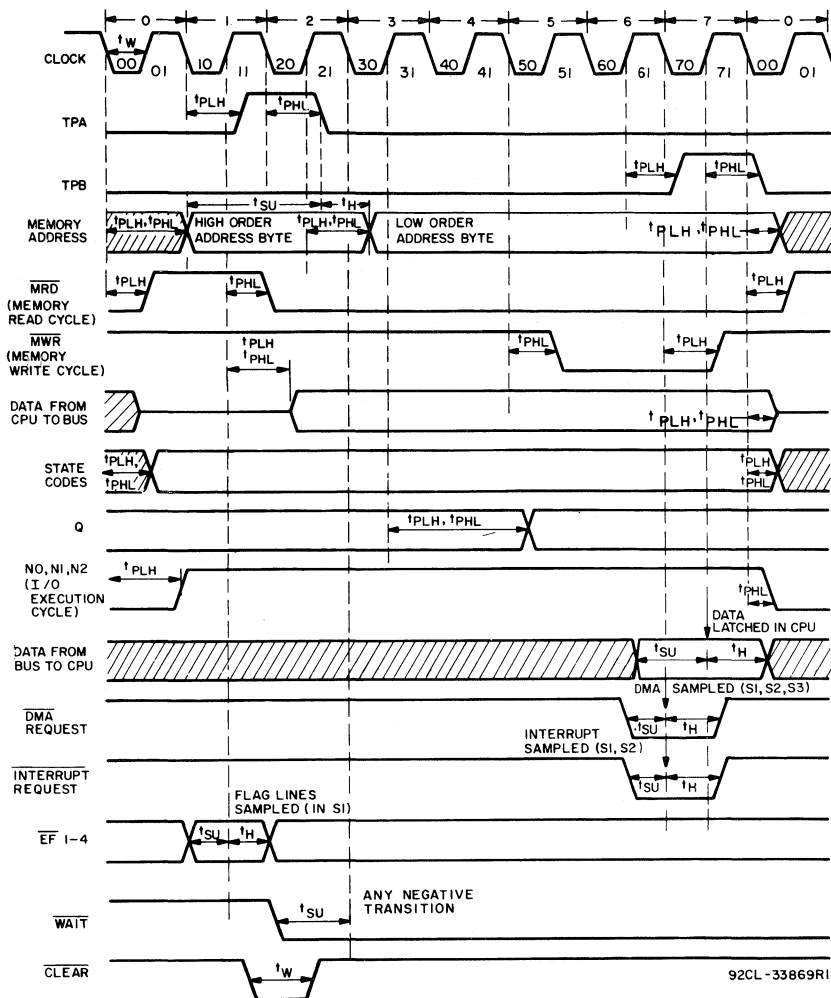 0 1 2 3 4 5 6 7 0
CLOCK
tW
00 01 10 11 20 21 30 31 40 41 50 51 60 61 70 71 00 01
TPA
tPLH tPHL
TPB
tPLH tPHL
tSU tH
MEMORY
ADDRESS
tPLH, tPHL
HIGH ORDER
ADDRESS BYTE
tPLH, tPHL
LOW ORDER
ADDRESS BYTE
tPLH, tPHL
MRD
(MEMORY
READ CYCLE)
tPLH tPHL tPLH
MWR
(MEMORY
WRITE CYCLE)
tPLH
tPHL
tPHL tPLH
DATA FROM
CPU TO BUS
tPLH, tPHL
STATE
CODES
tPLH,
tPHL
tPLH
tPHL
Q
tPLH, tPHL
N0, N1, N2
(I/O
EXECUTION
CYCLE)
tPLH tPHL
DATA
LATCHED IN CPU
DATA FROM
BUS TO CPU
tSU tH
DMA SAMPLED (S1, S2, S3)
DMA
REQUEST
tSU tH
INTERRUPT
SAMPLED (S1, S2)
INTERRUPT
REQUEST
tSU tH
FLAG LINES
SAMPLED (IN S1)
EF 1-4
tSU tH
ANY NEGATIVE
TRANSITION
WAIT
tSU
CLEAR
tW
92CL-33869R1